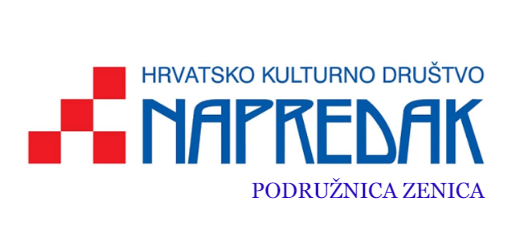 HRVATSKO KULTURNO DRUŠTVO
NAPREDAK
PODRUŽNICA ZENICA